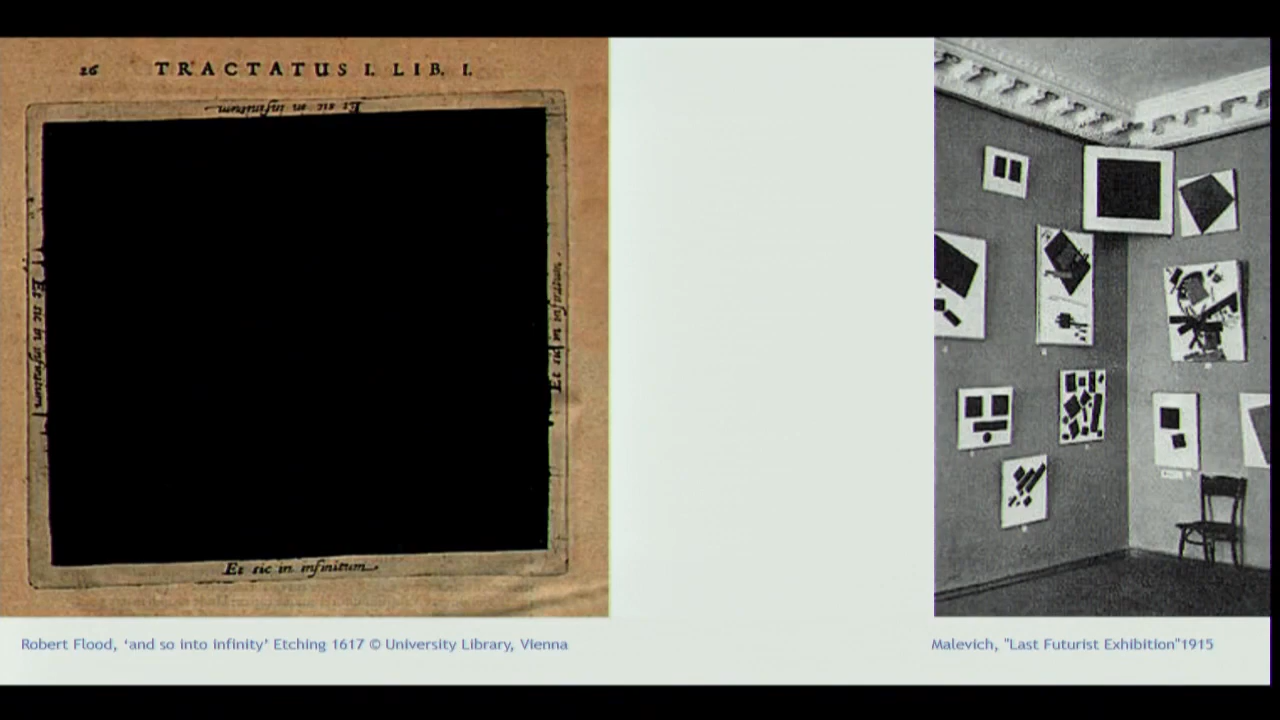 26 TRACTATUS I. LIB. I.
Et sic in infinitum
Et sic in infinitum
Et sic in infinitum
Et sic in infinitum
Robert Flood, ‘and so into infinity’ Etching 1617 © University Library, Vienna
Malevich, "Last Futurist Exhibition"1915